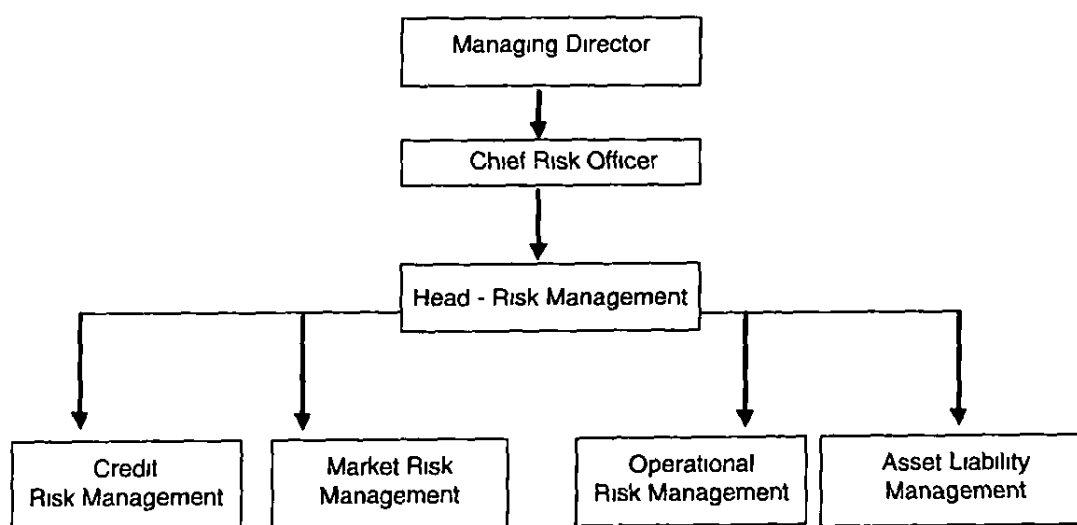 Managing Director
Chief Risk Officer
Head - Risk Management
Credit
Risk Management
Market Risk
Management
Operational
Risk Management
Asset Liability
Management